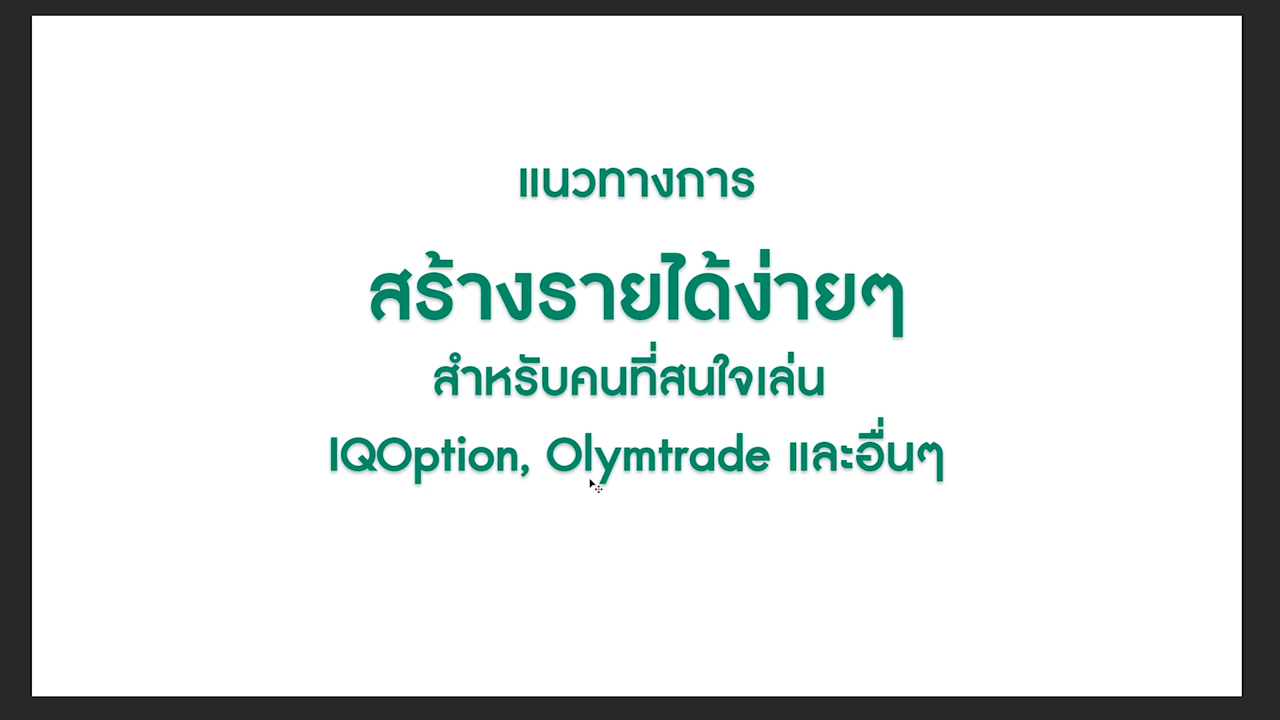 แนวทางการ
สร้างรายได้ง่ายๆ
สำหรับคนที่สนใจเล่น
IQOption, Olymtrade และอื่นๆ